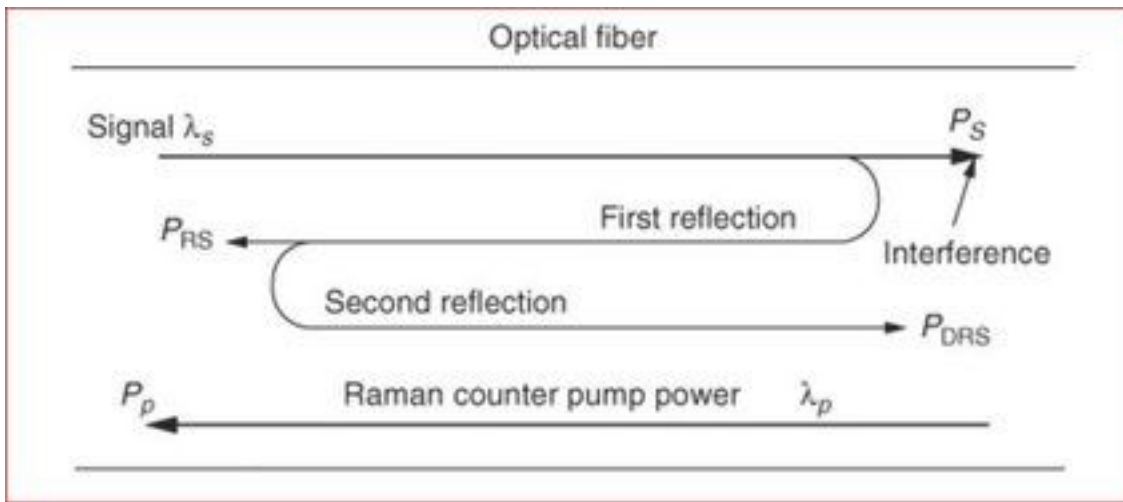 Optical fiber
Signal λs
PS
First reflection
PRS
Interference
Second reflection
PDRS
Pp
Raman counter pump power λp